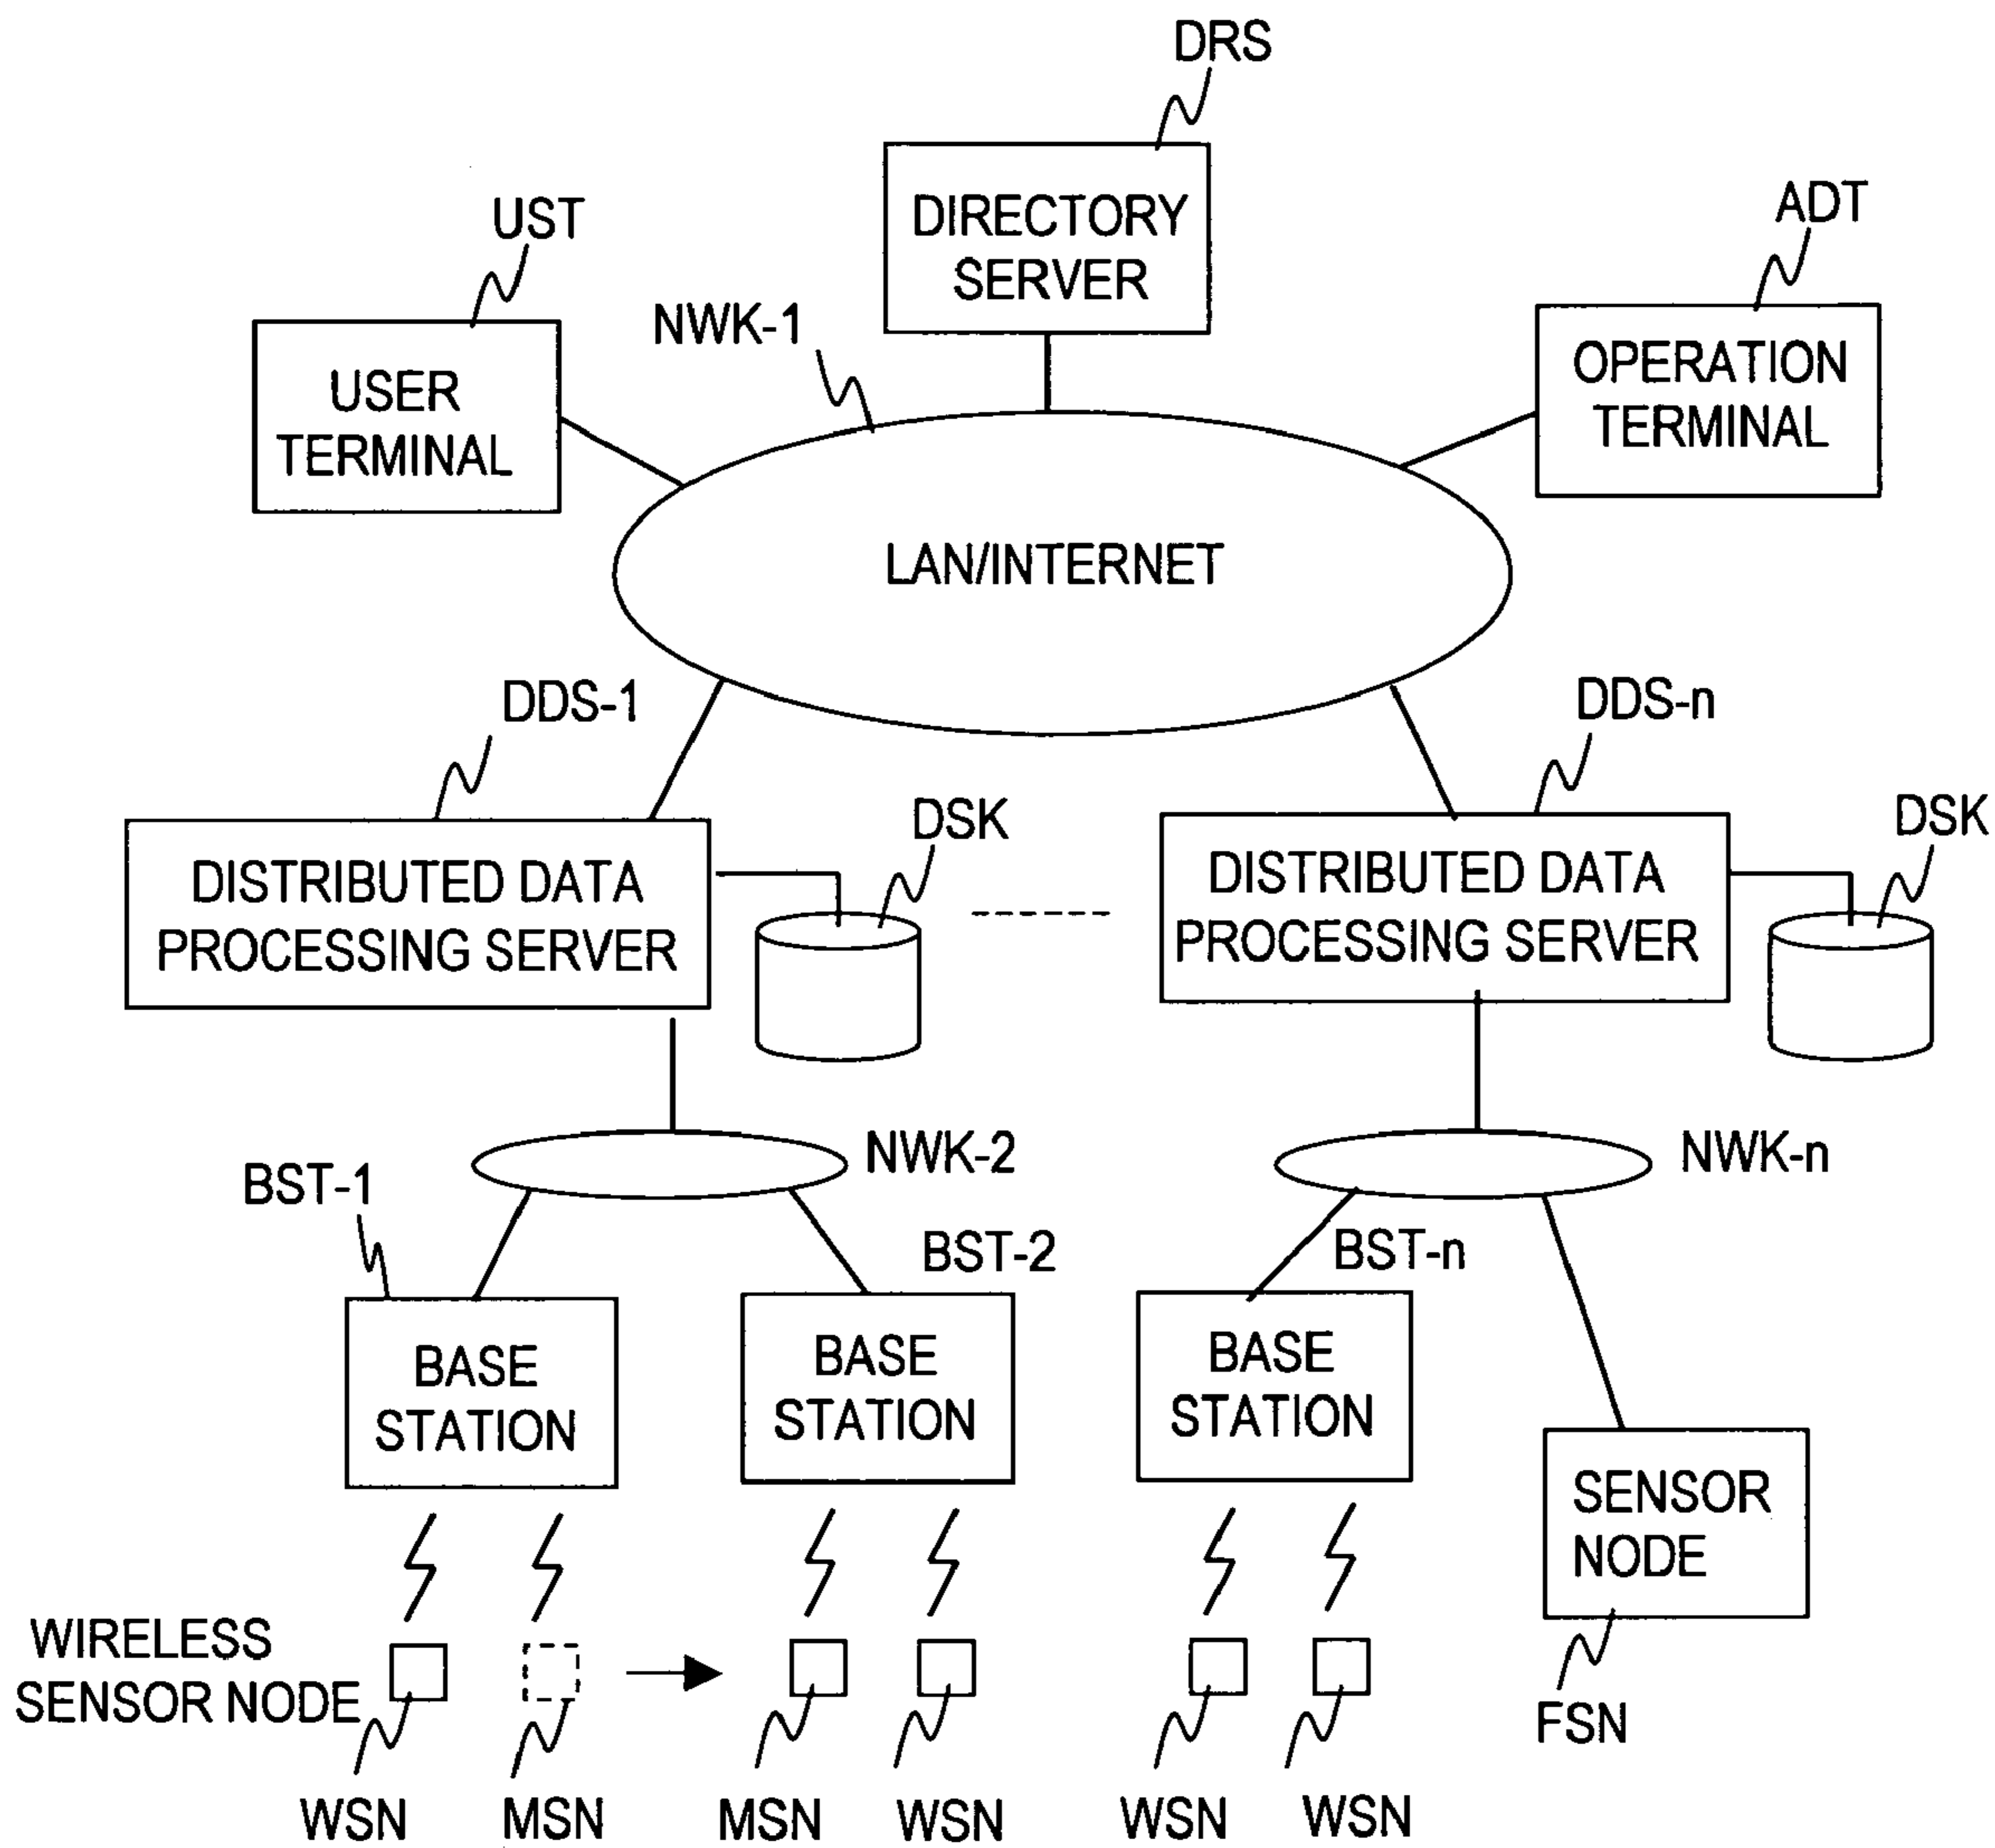 DRS
DIRECTORY
SERVER
UST
ADT
NWK-1
USER
TERMINAL
OPERATION
TERMINAL
LAN/INTERNET
DDS-1
DDS-n
DISTRIBUTED DATA
PROCESSING SERVER
DSK
DISTRIBUTED DATA
PROCESSING SERVER
DSK
NWK-2
NWK-n
BST-1
BST-2
BST-n
BASE
STATION
BASE
STATION
BASE
STATION
SENSOR
NODE
WIRELESS
SENSOR NODE
FSN
WSN
MSN
MSN
WSN
WSN
WSN